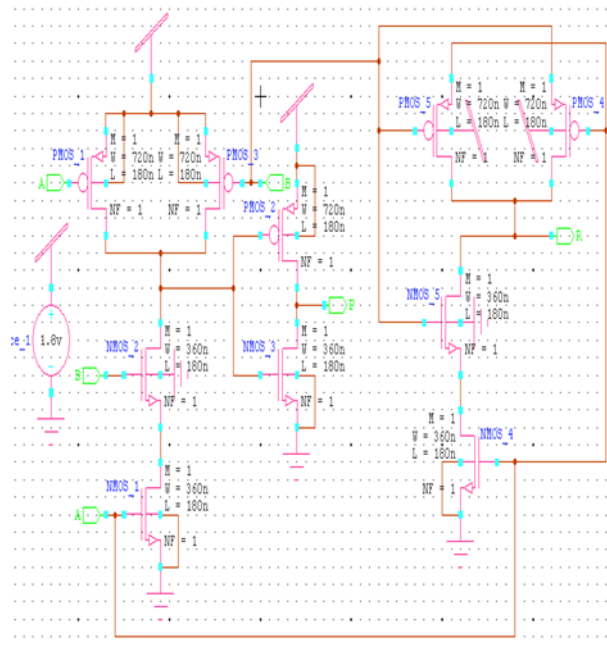 M = 1
W = 720n
L = 180n
NF = 1
PMOS_1
A
M = 1
W = 720n
L = 180n
NF = 1
PMOS_3
B
PMOS_2
M = 1
W = 720n
L = 180n
NF = 1
P
PMOS_5
M = 1
W = 720n
L = 180n
NF = 1
M = 1
W = 720n
L = 180n
NF = 1
PMOS_4
R
ce_1
1.8v
NMOS_2
M = 1
W = 360n
L = 180n
NF = 1
B
NMOS_3
M = 1
W = 360n
L = 180n
NF = 1
NMOS_5
M = 1
W = 360n
L = 180n
NF = 1
M = 1
W = 360n
L = 180n
NF = 1
NMOS_4
NMOS_1
M = 1
W = 360n
L = 180n
NF = 1
A